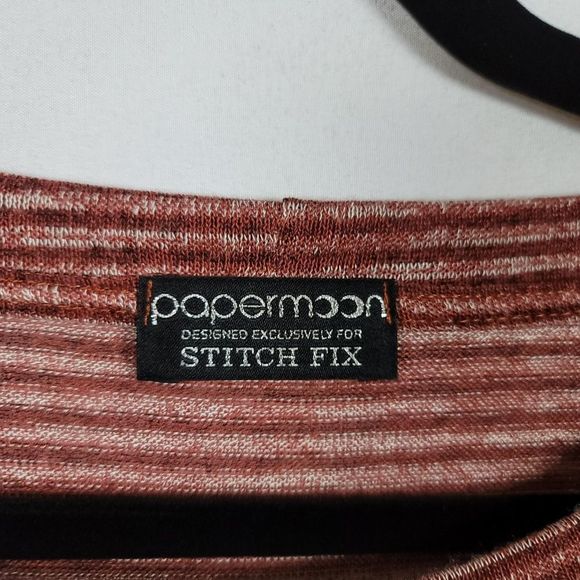 papermoon
DESIGNED EXCLUSIVELY FOR
STITCH FIX